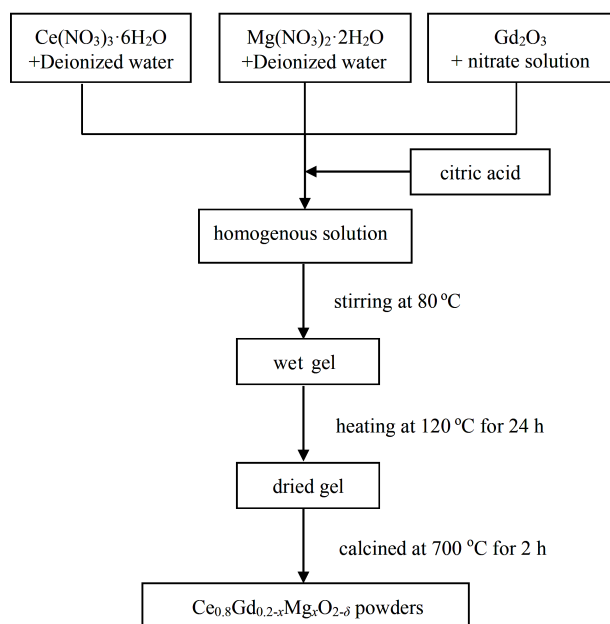 Ce(NO₃)₃·6H₂O
+Deionized water
Mg(NO₃)₂·2H₂O
+Deionized water
Gd₂O₃
+ nitrate solution
citric acid
homogenous solution
stirring at 80 °C
wet gel
heating at 120 °C for 24 h
dried gel
calcined at 700 °C for 2 h
Ce₀.₈Gd₀.₂₋ₓMgₓO₂₋δ powders